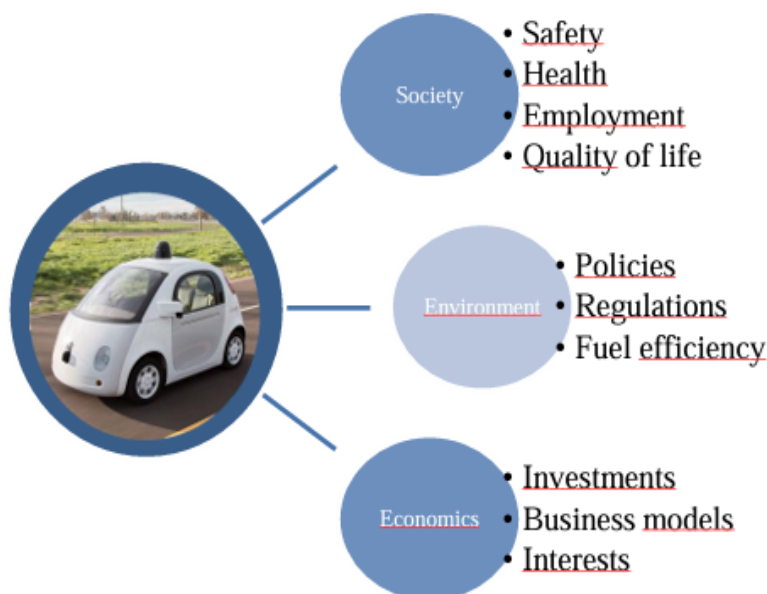 Society
• Safety
• Health
• Employment
• Quality of life
Environment
• Policies
• Regulations
• Fuel efficiency
Economics
• Investments
• Business models
• Interests